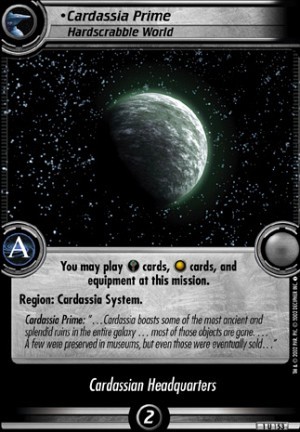 •Cardassia Prime
Hardscrabble World
A
You may play cards, cards, and
equipment at this mission.
Region: Cardassia System.
Cardassia Prime: "…Cardassia boasts some of the most ancient and
splendid ruins in the entire galaxy … most of those objects are gone. …
A few were preserved in museums, but even those were eventually sold…"
Cardassian Headquarters
2
1 U 153